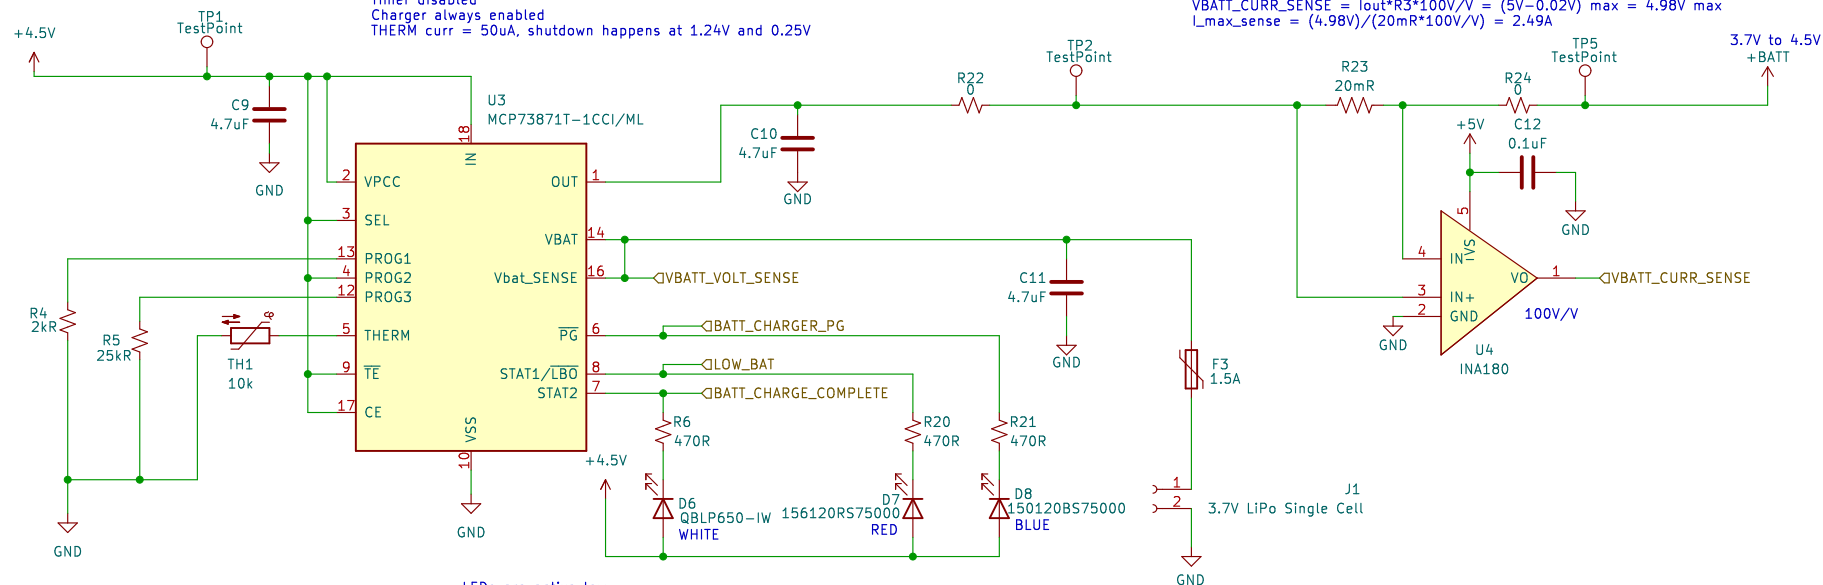 Timer disabled
Charger always enabled
THERM curr = 50uA, shutdown happens at 1.24V and 0.25V
VBATT_CURR_SENSE = Iout*R3*100V/V = (5V-0.02V) max = 4.98V max
I_max_sense = (4.98V)/(20mR*100V/V) = 2.49A
+4.5V
TP1
TestPoint
C9
4.7uF
GND
U3
MCP73871T-1CCI/ML
18
IN
2
VPCC
3
SEL
13
PROG1
4
PROG2
12
PROG3
5
THERM
9
TE
17
CE
VSS
10
GND
OUT
1
VBAT
14
Vbat_SENSE
16
PG
6
STAT1/LBO
8
STAT2
7
R4
2kR
R5
25kR
TH1
10k
GND
C10
4.7uF
GND
R22
0
TP2
TestPoint
R23
20mR
R24
0
TP5
TestPoint
3.7V to 4.5V
+BATT
+5V
C12
0.1uF
GND
5
VS
4
IN-
3
IN+
2
GND
VO
1
100V/V
U4
INA180
GND
VBATT_CURR_SENSE
VBATT_VOLT_SENSE
C11
4.7uF
GND
BATT_CHARGER_PG
LOW_BAT
BATT_CHARGE_COMPLETE
F3
1.5A
R6
470R
R20
470R
R21
470R
+4.5V
D6
QBLP650-IW
WHITE
D7
156120RS75000
RED
D8
150120BS75000
BLUE
1
2
J1
3.7V LiPo Single Cell
GND